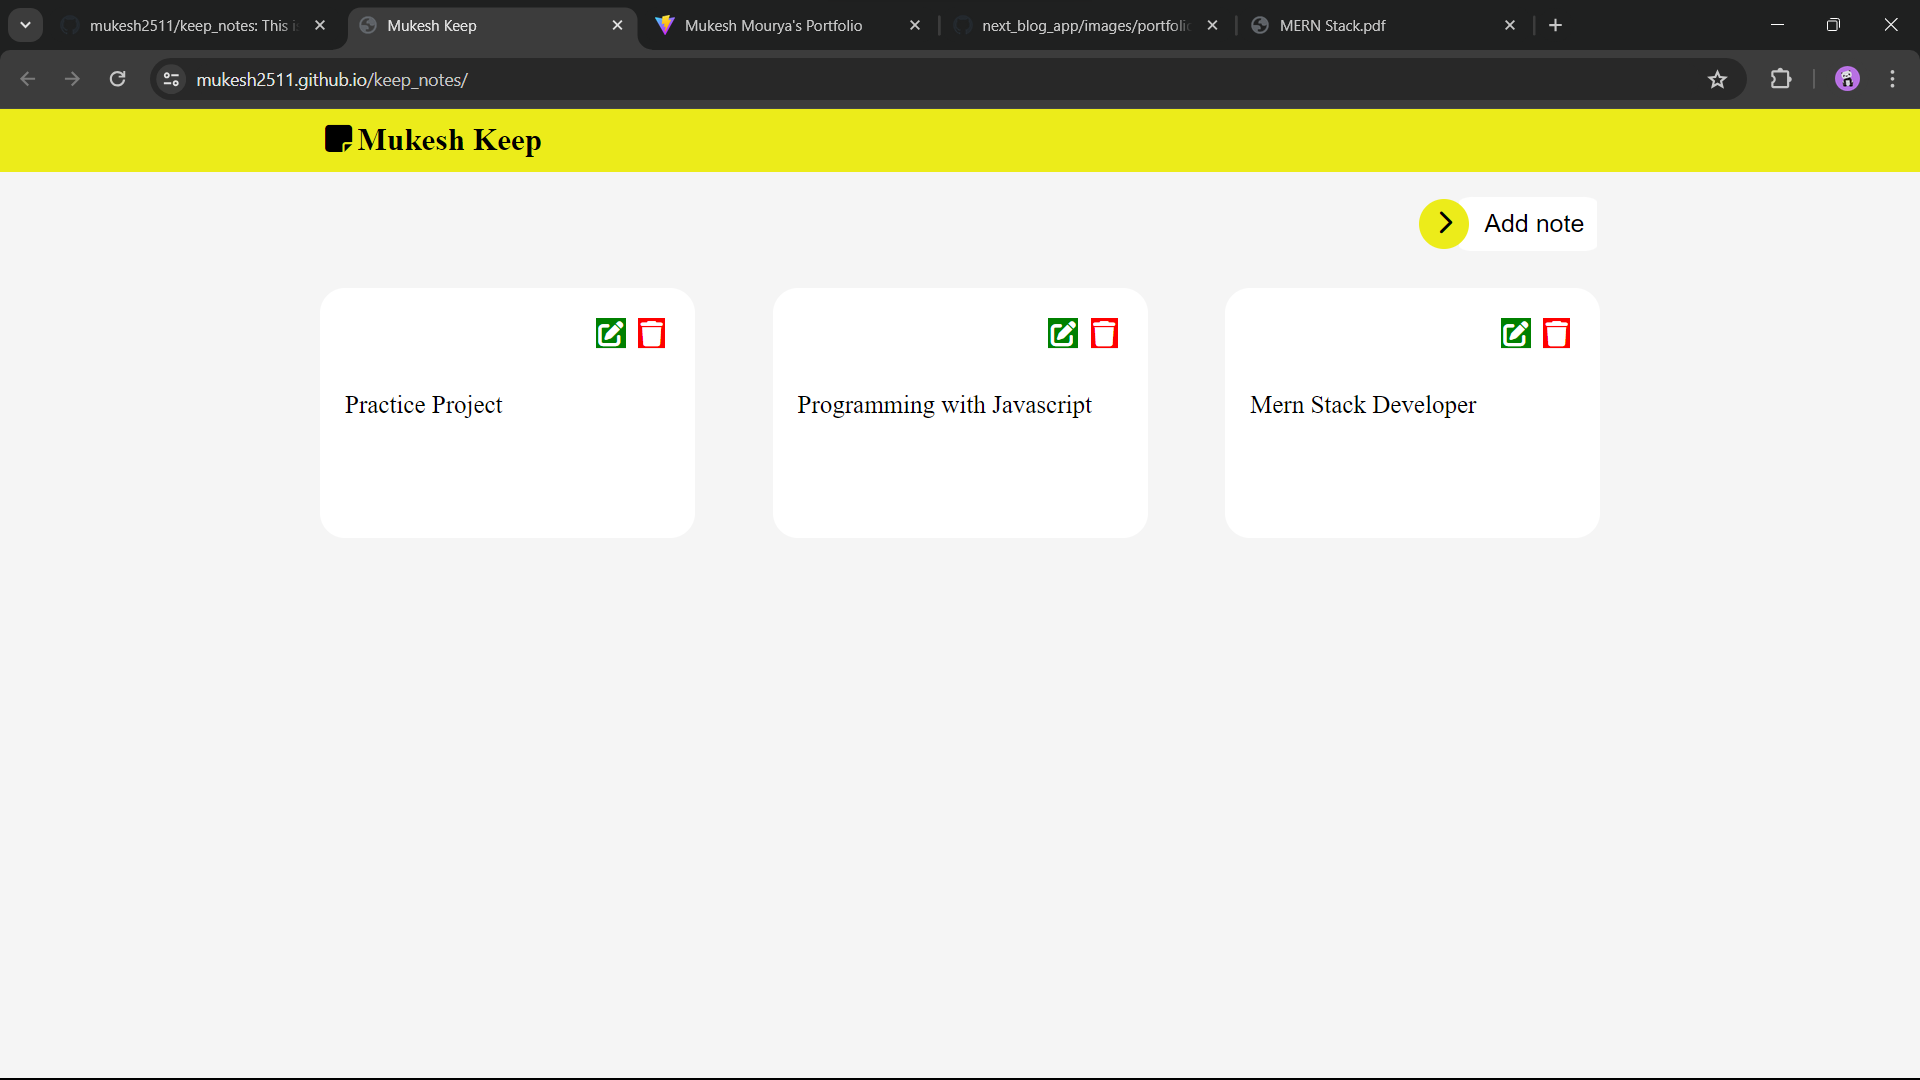 mukesh2511/keep_notes: This i
Mukesh Keep
Mukesh Mourya's Portfolio
next_blog_app/images/portfoli
MERN Stack.pdf
mukesh2511.github.io/keep_notes/
Mukesh Keep
Add note
Practice Project
Programming with Javascript
Mern Stack Developer